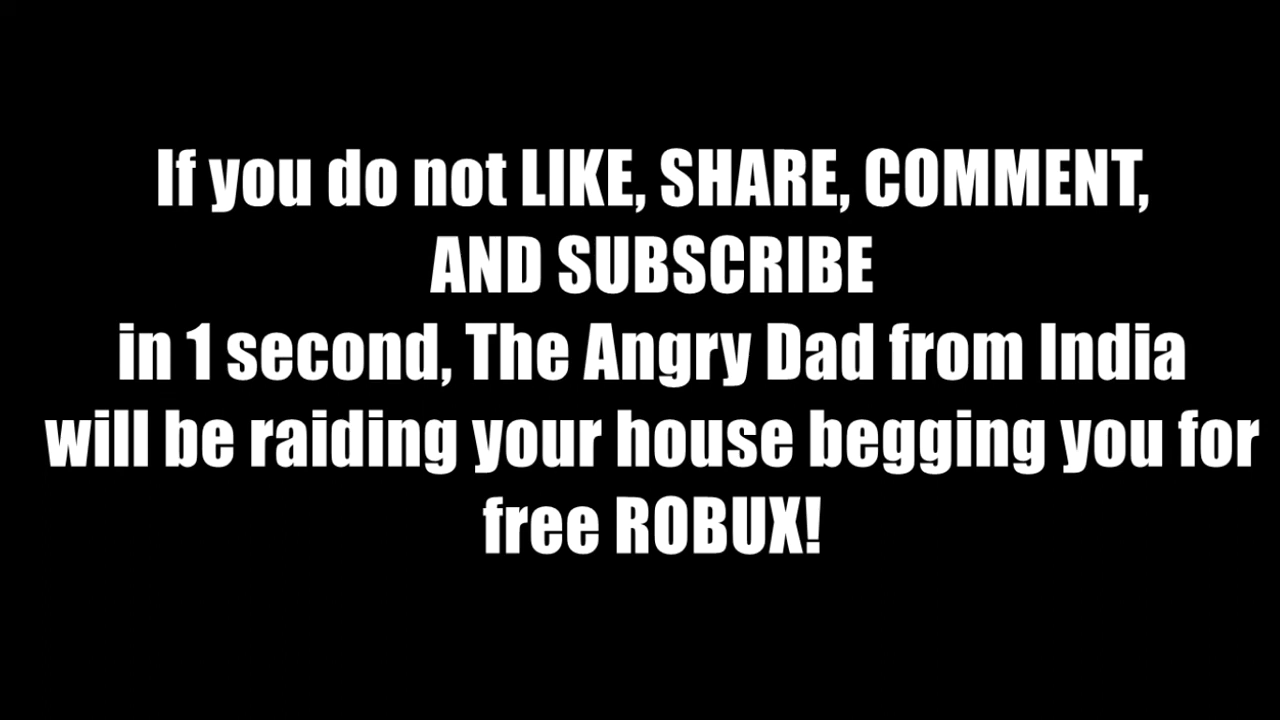 If you do not LIKE, SHARE, COMMENT,
AND SUBSCRIBE
in 1 second, The Angry Dad from India
will be raiding your house begging you for
free ROBUX!